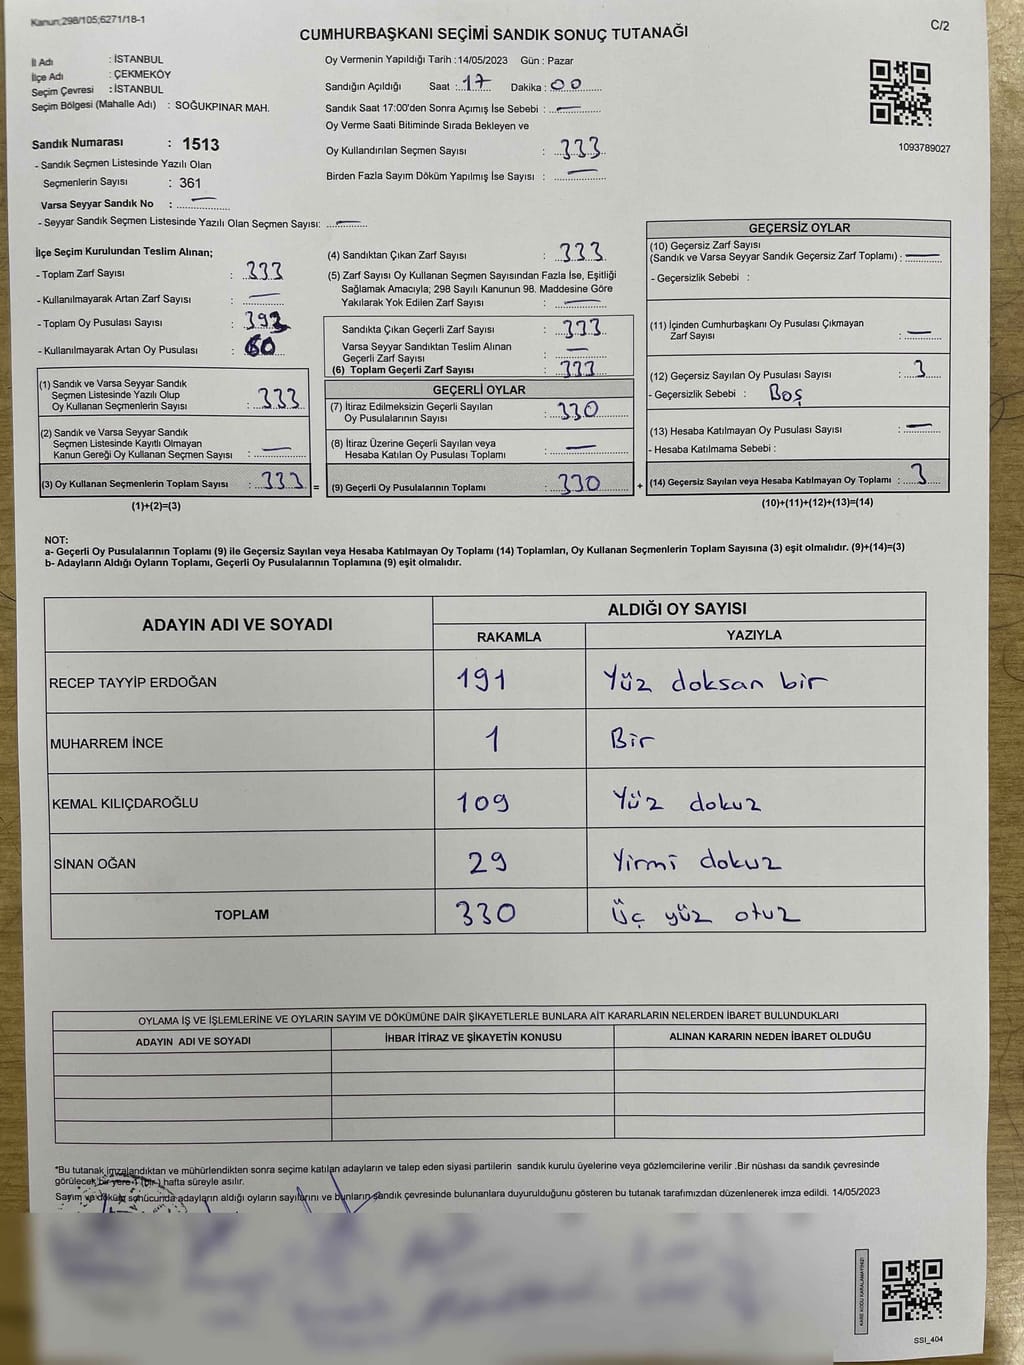 Kanun;298/105;6271/18-1
C/2
CUMHURBAŞKANI SEÇİMİ SANDIK SONUÇ TUTANAĞI
İl Adı : İSTANBUL
İlçe Adı : ÇEKMEKÖY
Seçim Çevresi : İSTANBUL
Seçim Bölgesi (Mahalle Adı) : SOĞUKPINAR MAH.
Sandık Numarası : 1513
- Sandık Seçmen Listesinde Yazılı Olan
Seçmenlerin Sayısı : 361
Varsa Seyyar Sandık No : —
- Seyyar Sandık Seçmen Listesinde Yazılı Olan Seçmen Sayısı: —
Oy Vermenin Yapıldığı Tarih :14/05/2023 Gün : Pazar
Sandığın Açıldığı Saat : 17 Dakika : 00
Sandık Saat 17:00'den Sonra Açımış İse Sebebi : —
Oy Verme Saati Bitiminde Sırada Bekleyen ve
Oy Kullandırılan Seçmen Sayısı : 333
Birden Fazla Sayım Döküm Yapılmış İse Sayısı : —
1093789027
İlçe Seçim Kurulundan Teslim Alınan;
- Toplam Zarf Sayısı : 333
- Kullanılmayarak Artan Zarf Sayısı : —
- Toplam Oy Pusulası Sayısı : 393
- Kullanılmayarak Artan Oy Pusulası : 60
(1) Sandık ve Varsa Seyyar Sandık
Seçmen Listesinde Yazılı Olup
Oy Kullanan Seçmenlerin Sayısı : 333
(2) Sandık ve Varsa Seyyar Sandık
Seçmen Listesinde Kayıtlı Olmayan
Kanun Gereği Oy Kullanan Seçmen Sayısı : —
(3) Oy Kullanan Seçmenlerin Toplam Sayısı : 333 =
(1)+(2)=(3)
(4) Sandıktan Çıkan Zarf Sayısı : 333
(5) Zarf Sayısı Oy Kullanan Seçmen Sayısından Fazla İse, Eşitliği
Sağlamak Amacıyla; 298 Sayılı Kanunun 98. Maddesine Göre
Yakılarak Yok Edilen Zarf Sayısı : —
Sandıkta Çıkan Geçerli Zarf Sayısı : 333
Varsa Seyyar Sandıktan Teslim Alınan
Geçerli Zarf Sayısı : —
(6) Toplam Geçerli Zarf Sayısı : 333
GEÇERLİ OYLAR
(7) İtiraz Edilmeksizin Geçerli Sayılan
Oy Pusulalarının Sayısı : 330
(8) İtiraz Üzerine Geçerli Sayılan veya
Hesaba Katılan Oy Pusulası Toplamı : —
(9) Geçerli Oy Pusulalarının Toplamı : 330 +
GEÇERSİZ OYLAR
(10) Geçersiz Zarf Sayısı
(Sandık ve Varsa Seyyar Sandık Geçersiz Zarf Toplamı) : —
- Geçersizlik Sebebi :
(11) İçinden Cumhurbaşkanı Oy Pusulası Çıkmayan
Zarf Sayısı : —
(12) Geçersiz Sayılan Oy Pusulası Sayısı : 3
- Geçersizlik Sebebi : Boş
(13) Hesaba Katılmayan Oy Pusulası Sayısı : —
- Hesaba Katılmama Sebebi :
(14) Geçersiz Sayılan veya Hesaba Katılmayan Oy Toplamı : 3
(10)+(11)+(12)+(13)=(14)
NOT:
a- Geçerli Oy Pusulalarının Toplamı (9) ile Geçersiz Sayılan veya Hesaba Katılmayan Oy Toplamı (14) Toplamları, Oy Kullanan Seçmenlerin Toplam Sayısına (3) eşit olmalıdır. (9)+(14)=(3)
b- Adayların Aldığı Oyların Toplamı, Geçerli Oy Pusulalarının Toplamına (9) eşit olmalıdır.
ADAYIN ADI VE SOYADI ALDIĞI OY SAYISI
RAKAMLA YAZIYLA
RECEP TAYYİP ERDOĞAN 191 Yüz doksan bir
MUHARREM İNCE 1 Bir
KEMAL KILIÇDAROĞLU 109 Yüz dokuz
SİNAN OĞAN 29 Yirmi dokuz
TOPLAM 330 Üç yüz otuz
OYLAMA İŞ VE İŞLEMLERİNE VE OYLARIN SAYIM VE DÖKÜMÜNE DAİR ŞİKAYETLERLE BUNLARA AİT KARARLARIN NELERDEN İBARET BULUNDUKLARI
ADAYIN ADI VE SOYADI İHBAR İTİRAZ VE ŞİKAYETİN KONUSU ALINAN KARARIN NEDEN İBARET OLDUĞU
*Bu tutanak imzalandıktan ve mühürlendikten sonra seçime katılan adayların ve talep eden siyasi partilerin sandık kurulu üyelerine veya gözlemcilerine verilir .Bir nüshası da sandık çevresinde
görülecek bir yere 1 (bir ) hafta süreyle asılır.
Sayım ve döküm sonucunda adayların aldığı oyların sayılarını ve bunların sandık çevresinde bulunanlara duyurulduğunu gösteren bu tutanak tarafımızdan düzenlenerek imza edildi. 14/05/2023
KARE KODU KARALAMAYINIZ!
SSI_404